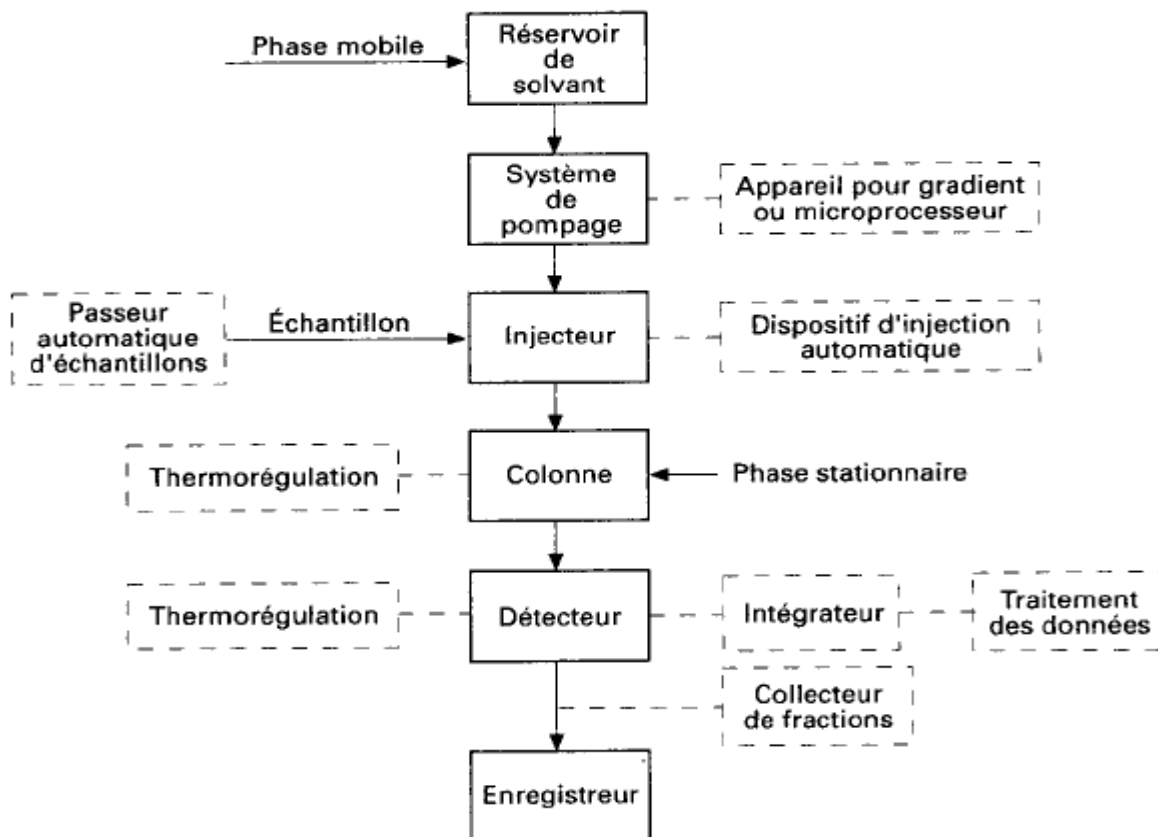 Phase mobile
Réservoir
de
solvant
Système
de
pompage
Appareil pour gradient
ou microprocesseur
Passeur
automatique
d'échantillons
Échantillon
Injecteur
Dispositif d'injection
automatique
Thermorégulation
Colonne
Phase stationnaire
Thermorégulation
Détecteur
Intégrateur
Traitement
des données
Collecteur
de fractions
Enregistreur